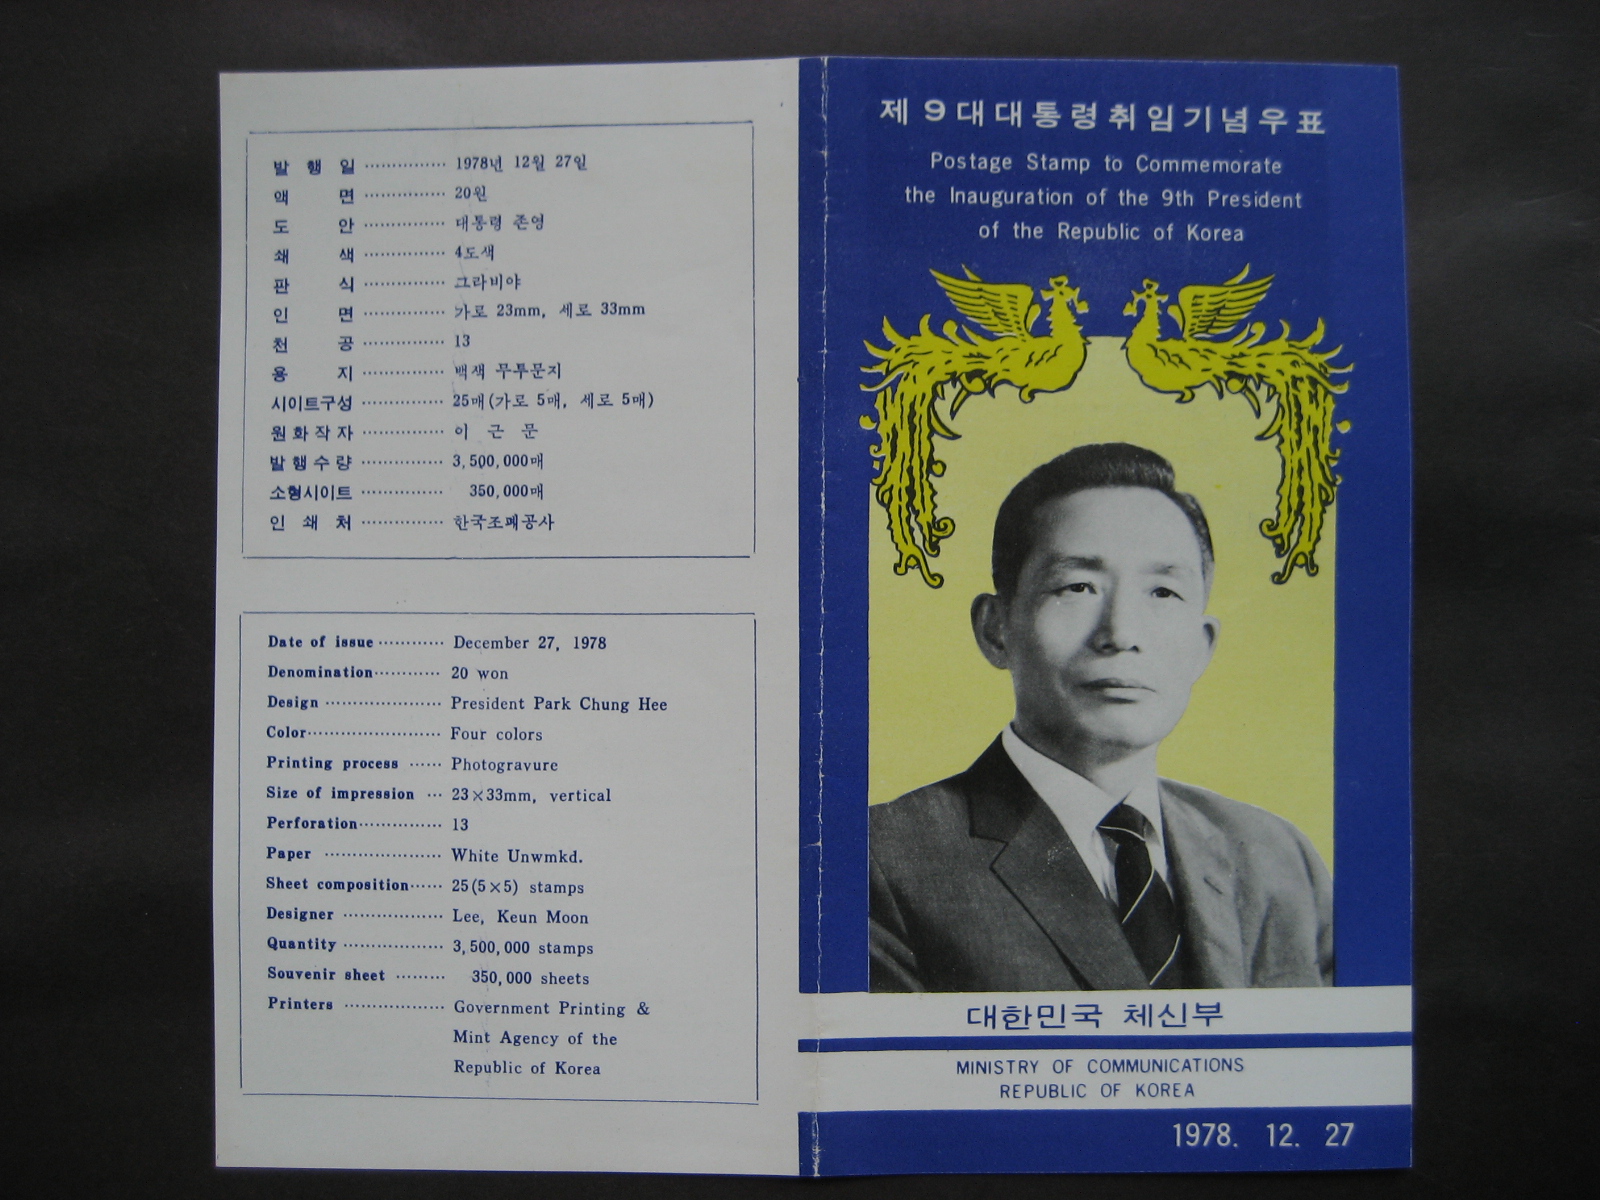 발 행 일 ··············· 1978년 12월 27일
액 면 ··············· 20원
도 안 ··············· 대통령 존영
쇄 색 ··············· 4도색
판 식 ··············· 그라비야
인 면 ··············· 가로 23mm, 세로 33mm
천 공 ··············· 13
용 지 ··············· 백색 무투문지
시이트구성 ··············· 25매(가로 5매, 세로 5매)
원화작자 ··············· 이 근 문
발행수량 ··············· 3,500,000매
소형시이트 ··············· 350,000매
인 쇄 처 ··············· 한국조폐공사
Date of issue ··········· December 27, 1978
Denomination············ 20 won
Design ····················· President Park Chung Hee
Color························ Four colors
Printing process ······ Photogravure
Size of impression ··· 23×33mm, vertical
Perforation··············· 13
Paper ····················· White Unwmkd.
Sheet composition······ 25(5×5) stamps
Designer ·················· Lee, Keun Moon
Quantity ·················· 3,500,000 stamps
Souvenir sheet ········· 350,000 sheets
Printers ·················· Government Printing &
Mint Agency of the
Republic of Korea
제9대대통령취임기념우표
Postage Stamp to Commemorate
the Inauguration of the 9th President
of the Republic of Korea
대한민국 체신부
MINISTRY OF COMMUNICATIONS
REPUBLIC OF KOREA
1978. 12. 27